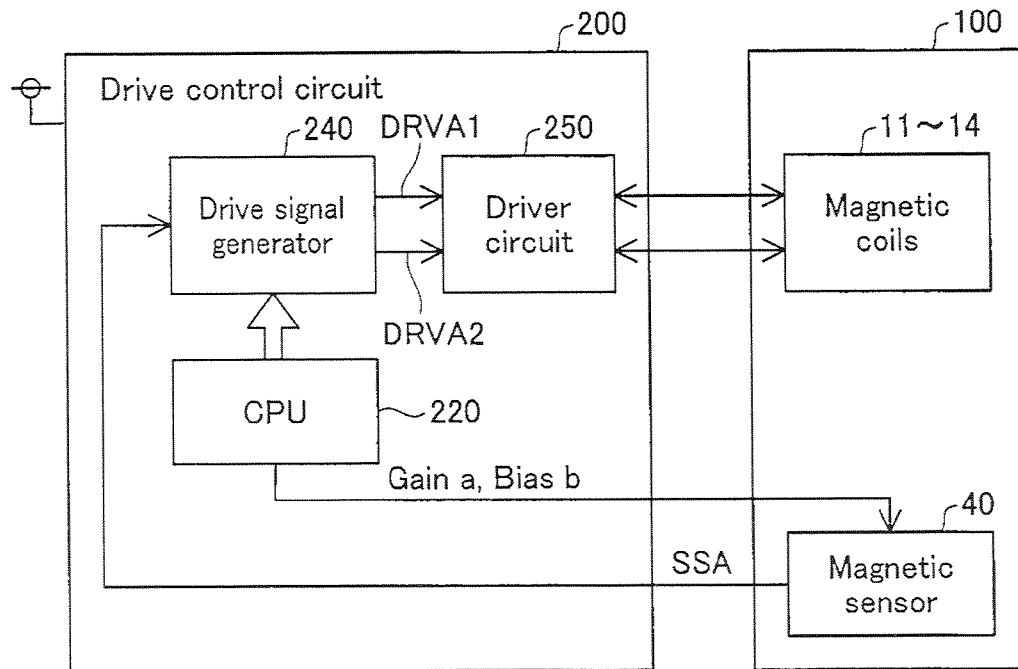 200
100
Drive control circuit
240
DRVA1
250
11~14
Drive signal
generator
Driver
circuit
Magnetic
coils
DRVA2
CPU
220
Gain a, Bias b
40
SSA
Magnetic
sensor